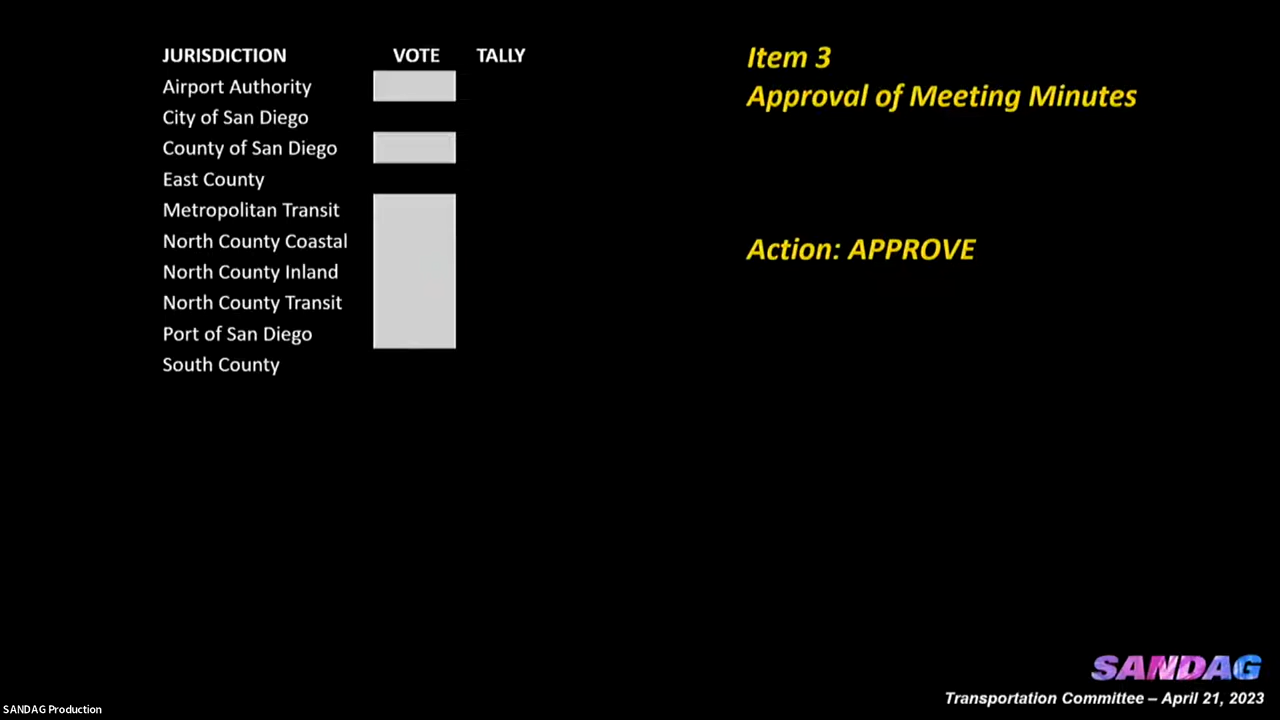 JURISDICTION VOTE TALLY
Airport Authority
City of San Diego
County of San Diego
East County
Metropolitan Transit
North County Coastal
North County Inland
North County Transit
Port of San Diego
South County
Item 3
Approval of Meeting Minutes
Action: APPROVE
SANDAG
Transportation Committee – April 21, 2023
SANDAG Production